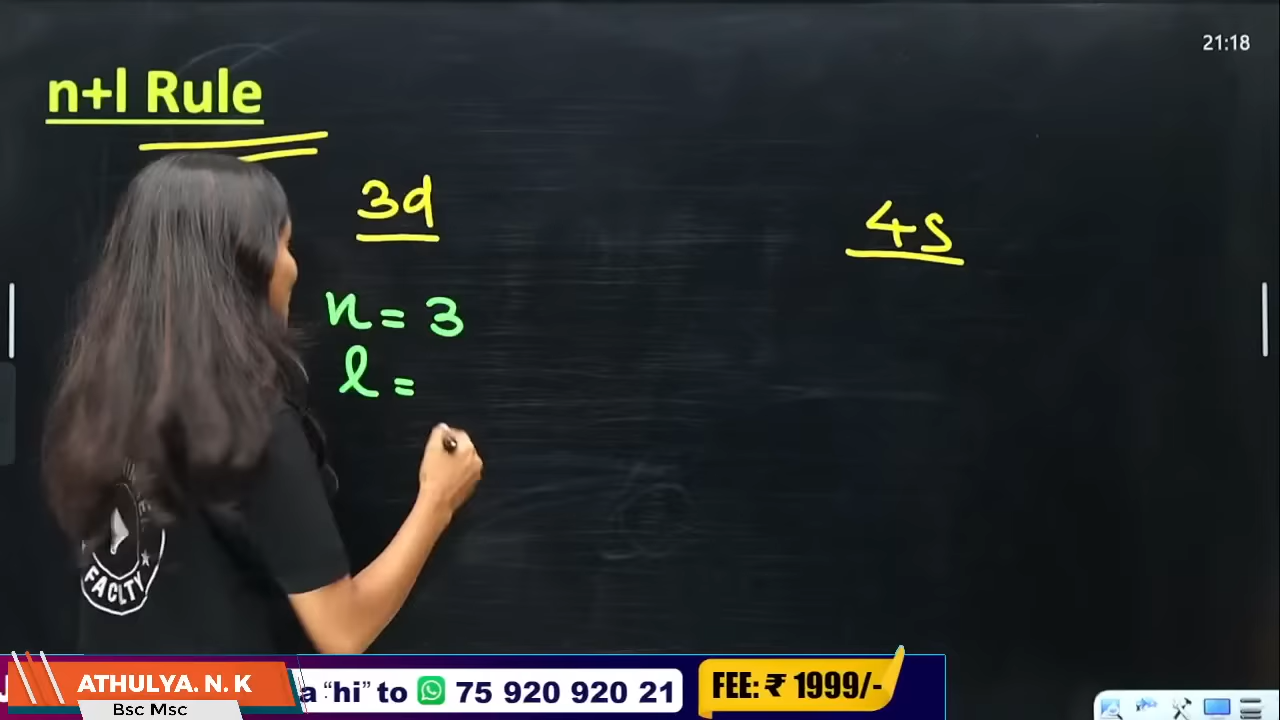 21:18
n+l Rule
3d
4s
n = 3
l =
FACLTY
ATHULYA. N. K
Bsc Msc
a “hi” to 75 920 920 21
FEE: ₹ 1999/-